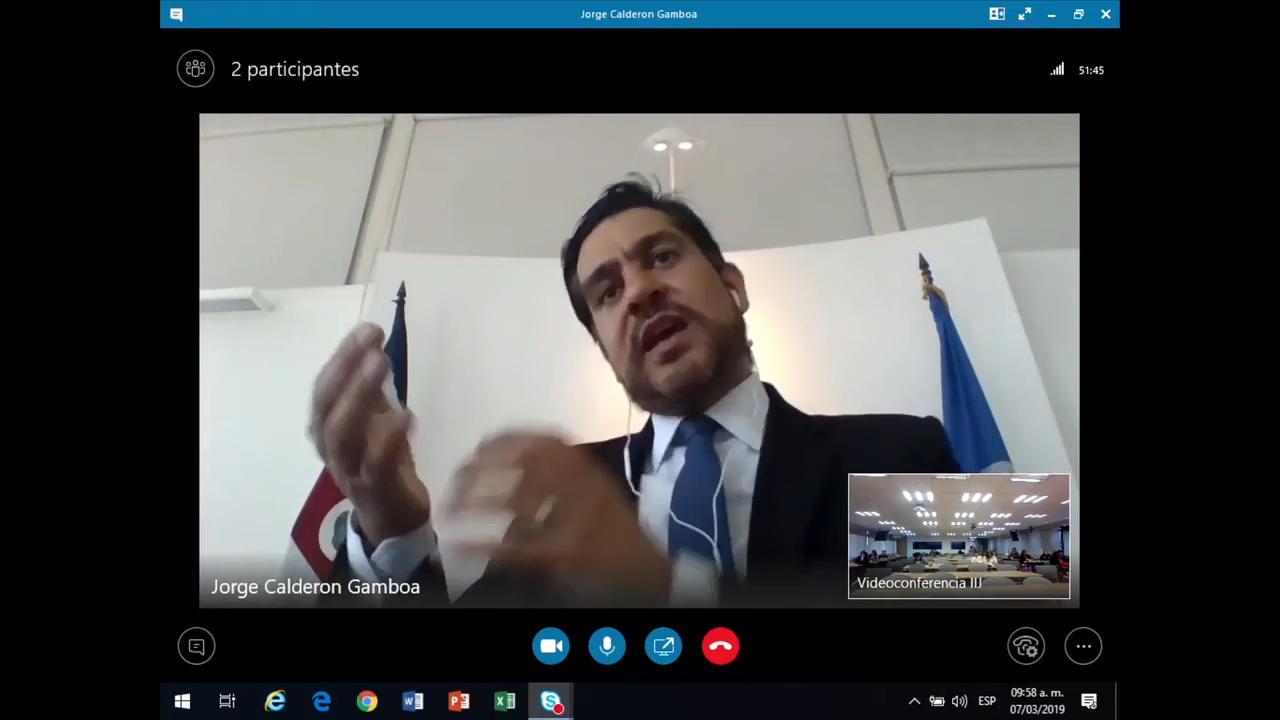 Jorge Calderon Gamboa
2 participantes
51:45
Jorge Calderon Gamboa
Videoconferencia IIJ
ESP
09:58 a. m.
07/03/2019